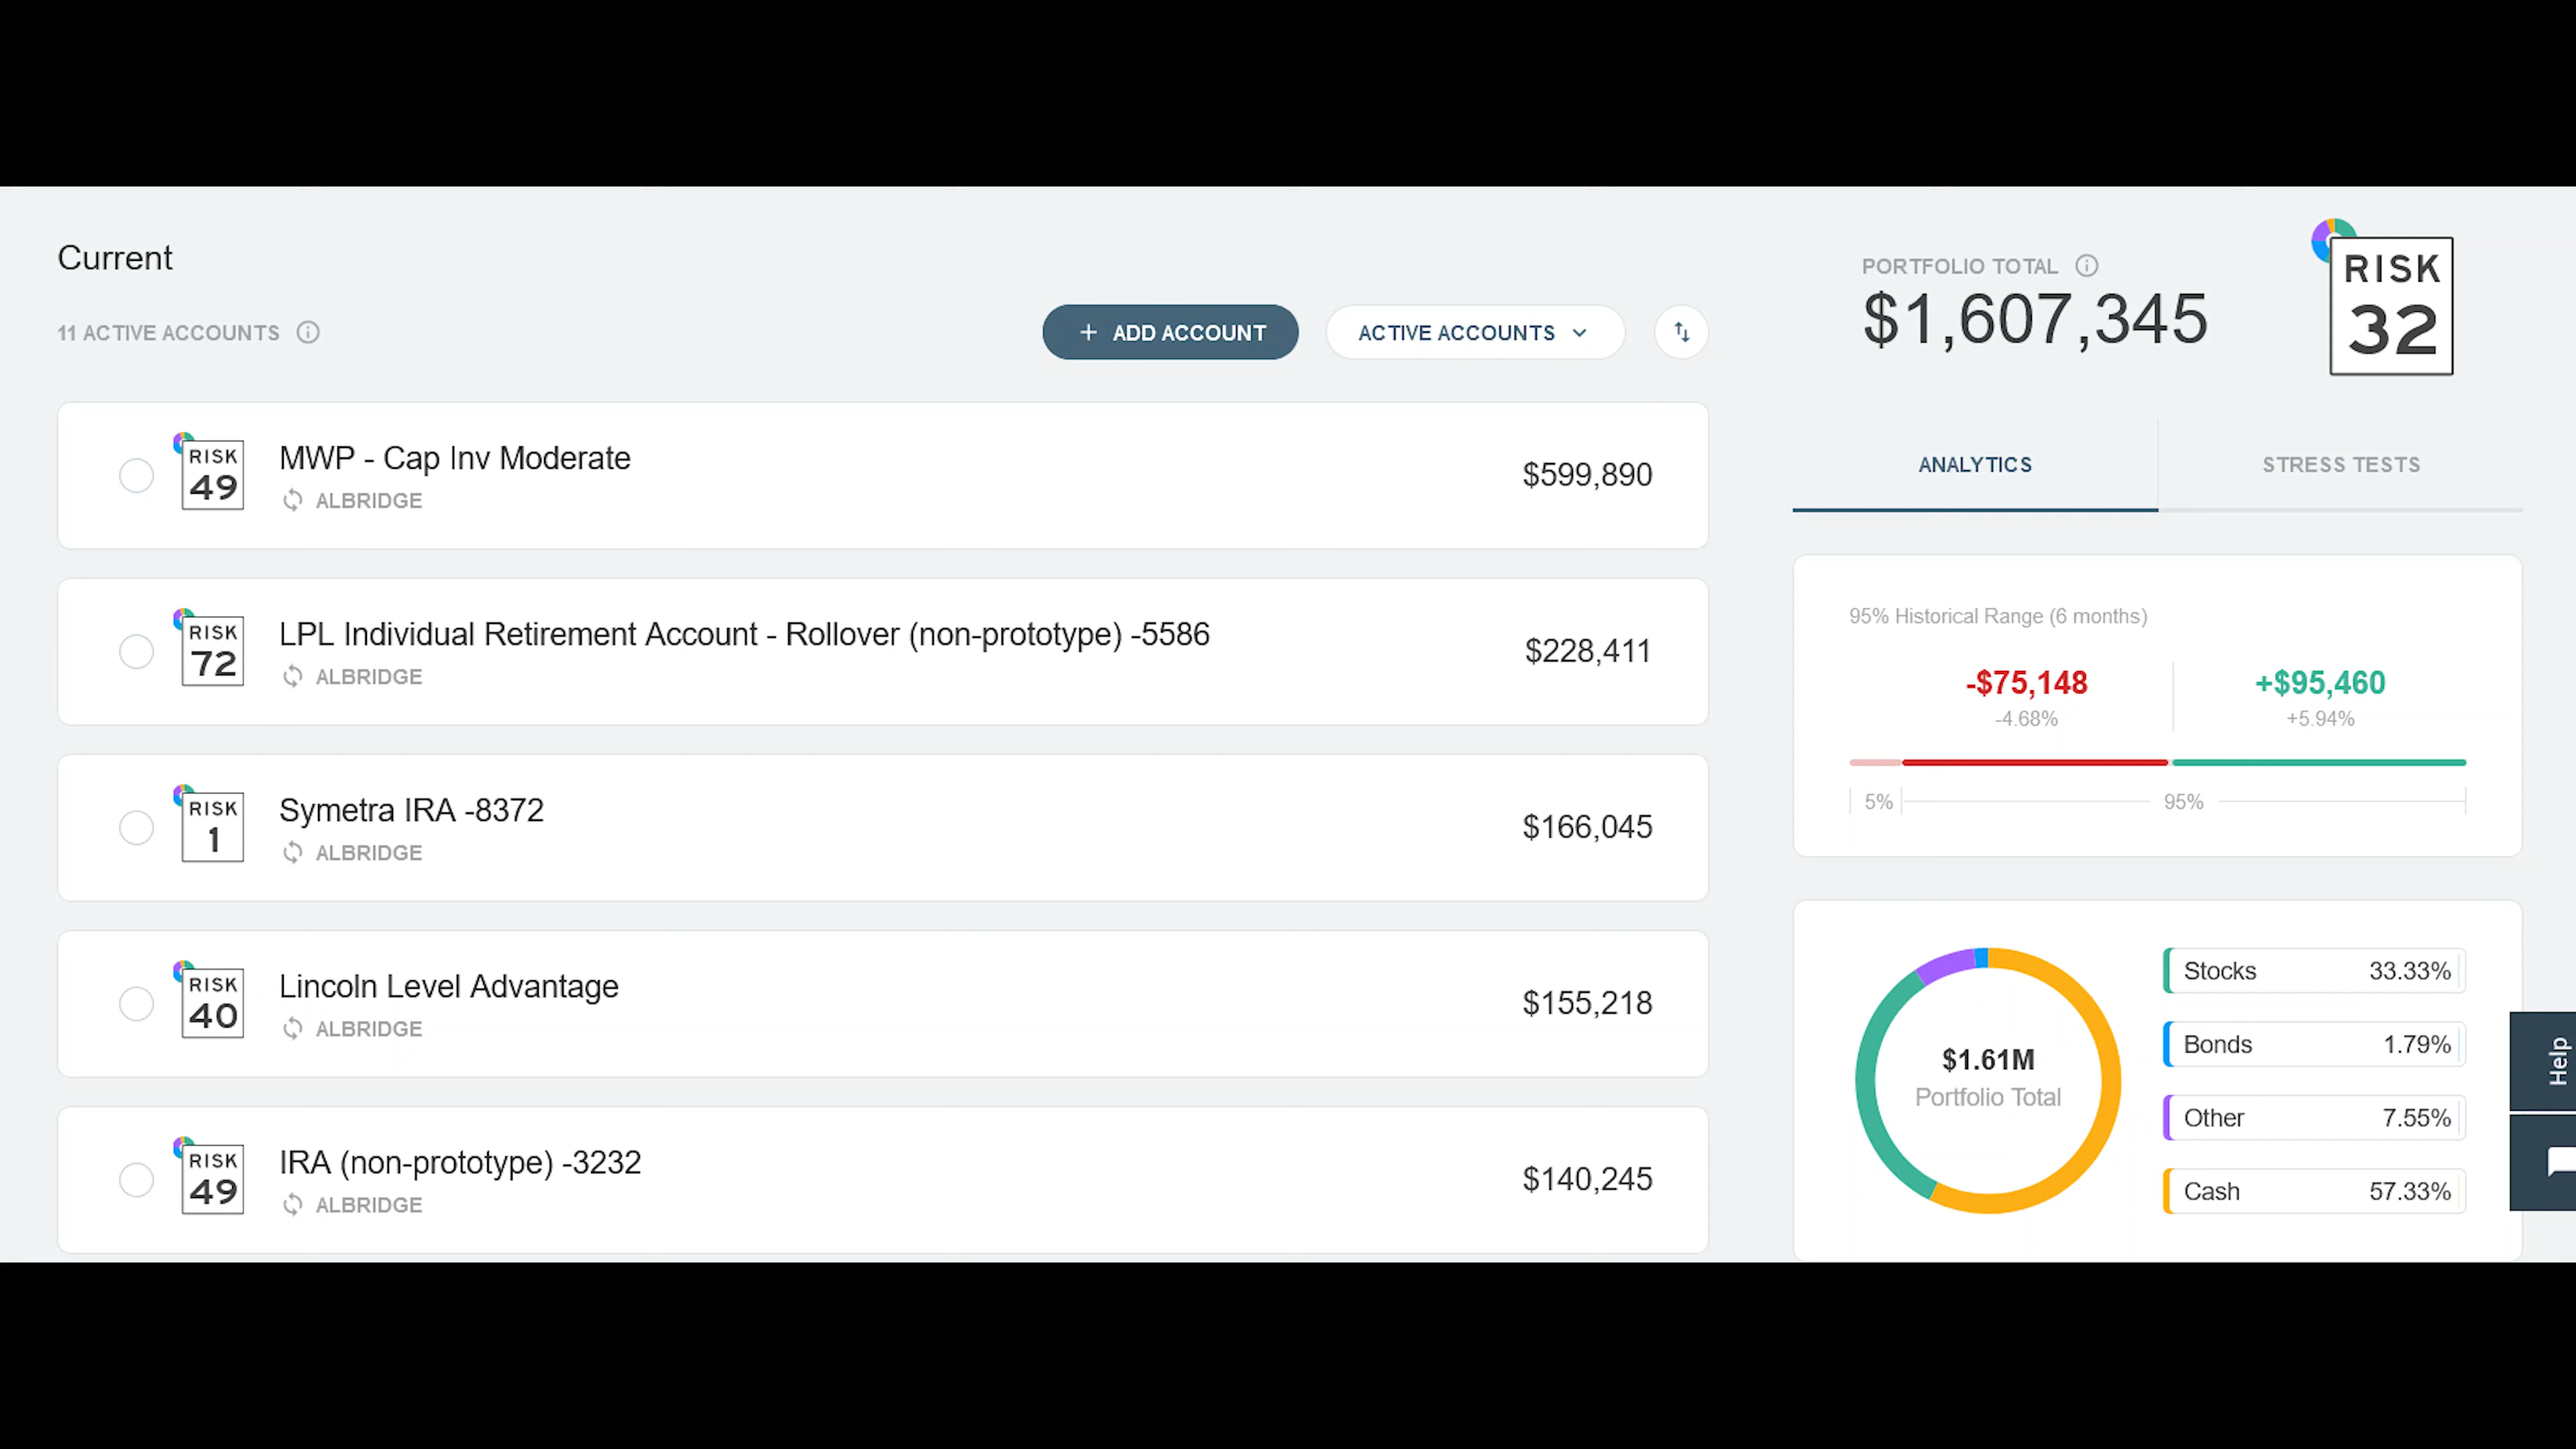 Current
11 ACTIVE ACCOUNTS
+ ADD ACCOUNT
ACTIVE ACCOUNTS
RISK
49
MWP - Cap Inv Moderate
ALBRIDGE
$599,890
RISK
72
LPL Individual Retirement Account - Rollover (non-prototype) -5586
ALBRIDGE
$228,411
RISK
1
Symetra IRA -8372
ALBRIDGE
$166,045
RISK
40
Lincoln Level Advantage
ALBRIDGE
$155,218
RISK
49
IRA (non-prototype) -3232
ALBRIDGE
$140,245
PORTFOLIO TOTAL
$1,607,345
RISK
32
ANALYTICS
STRESS TESTS
95% Historical Range (6 months)
-$75,148
-4.68%
+$95,460
+5.94%
5%
95%
$1.61M
Portfolio Total
Stocks 33.33%
Bonds 1.79%
Other 7.55%
Cash 57.33%
Help